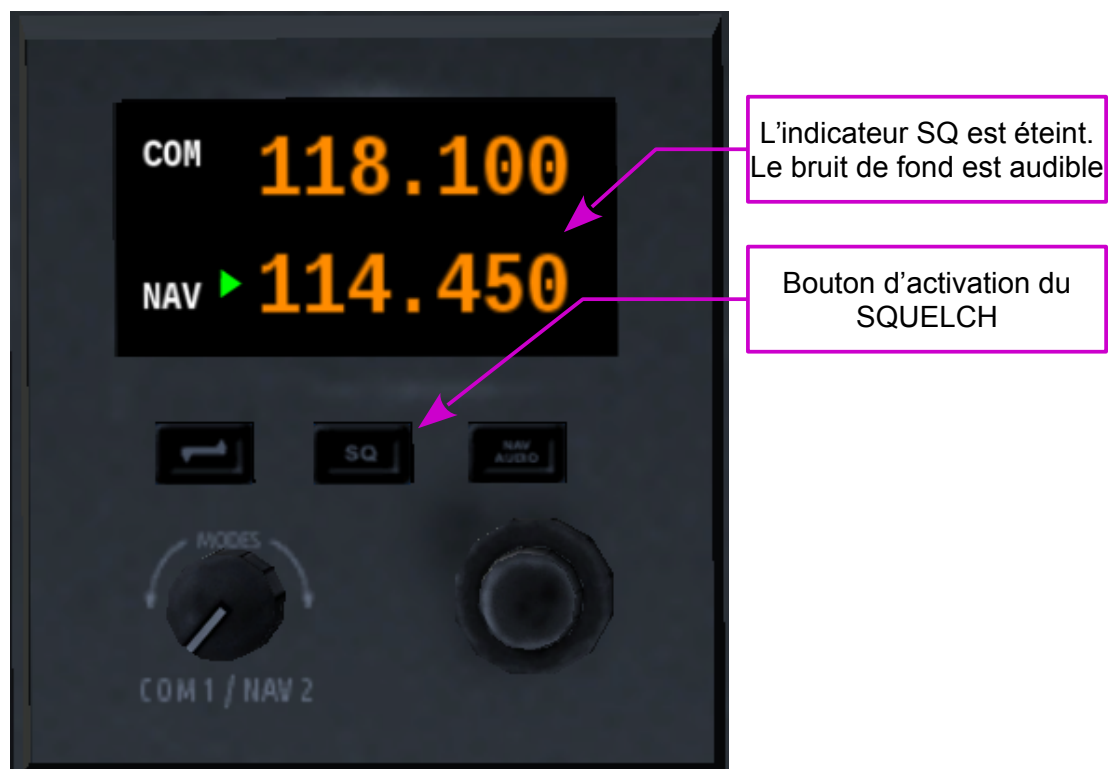 COM 118.100
L’indicateur SQ est éteint.
Le bruit de fond est audible
NAV 114.450
Bouton d’activation du
SQUELCH
SQ
NAV
AUDIO
MODES
COM 1 / NAV 2